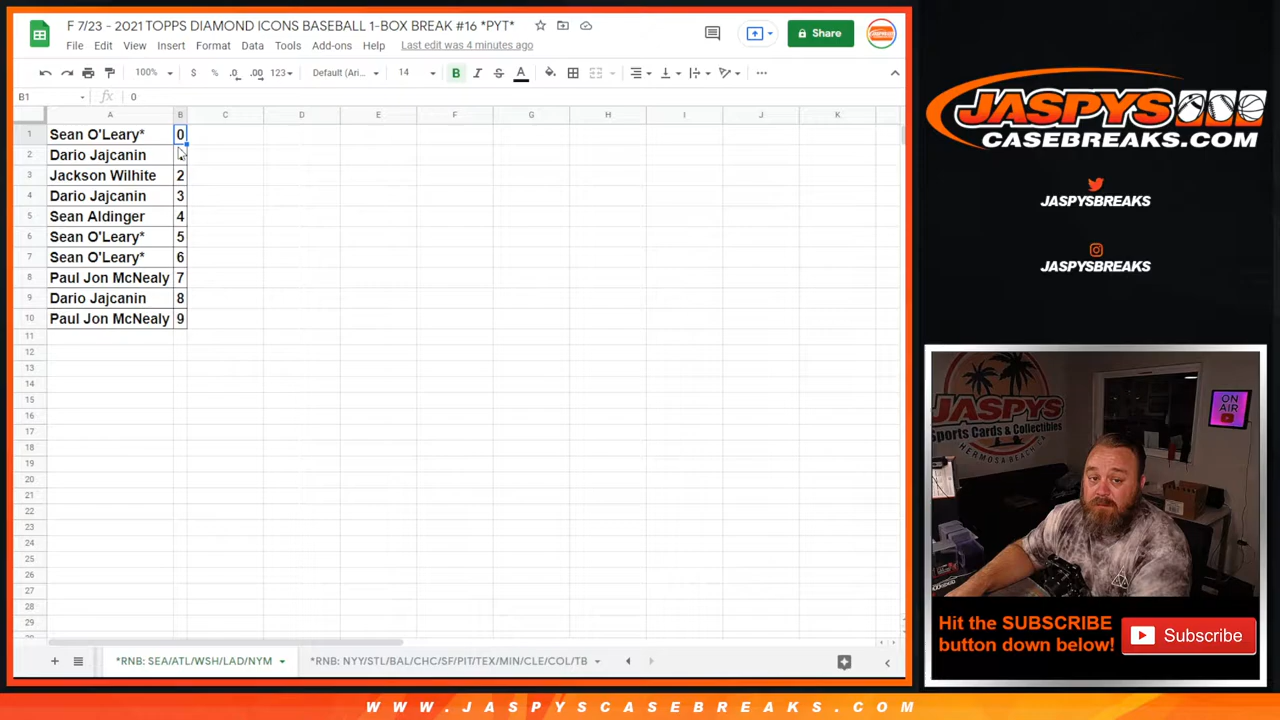 F 7/23 - 2021 TOPPS DIAMOND ICONS BASEBALL 1-BOX BREAK #16 *PYT*
File Edit View Insert Format Data Tools Add-ons Help Last edit was 4 minutes ago
Share
100% $ % .0 .00 123 Default (Ari... 14 B I A
B1 fx 0
A B C D E F G H I J K
1 Sean O'Leary* 0
2 Dario Jajcanin
3 Jackson Wilhite 2
4 Dario Jajcanin 3
5 Sean Aldinger 4
6 Sean O'Leary* 5
7 Sean O'Leary* 6
8 Paul Jon McNealy 7
9 Dario Jajcanin 8
10 Paul Jon McNealy 9
11
12
13
14
15
16
17
18
19
20
21
22
23
24
25
26
27
28
29
*RNB: SEA/ATL/WSH/LAD/NYM *RNB: NYY/STL/BAL/CHC/SF/PIT/TEX/MIN/CLE/COL/TB
JASPYS
CASEBREAKS.COM
JASPYSBREAKS
JASPYSBREAKS
JASPYS
Sports Cards & Collectibles
HERMOSA BEACH, CA
ON
AIR
Hit the SUBSCRIBE
button down below!
Subscribe
WWW.JASPYSCASEBREAKS.COM